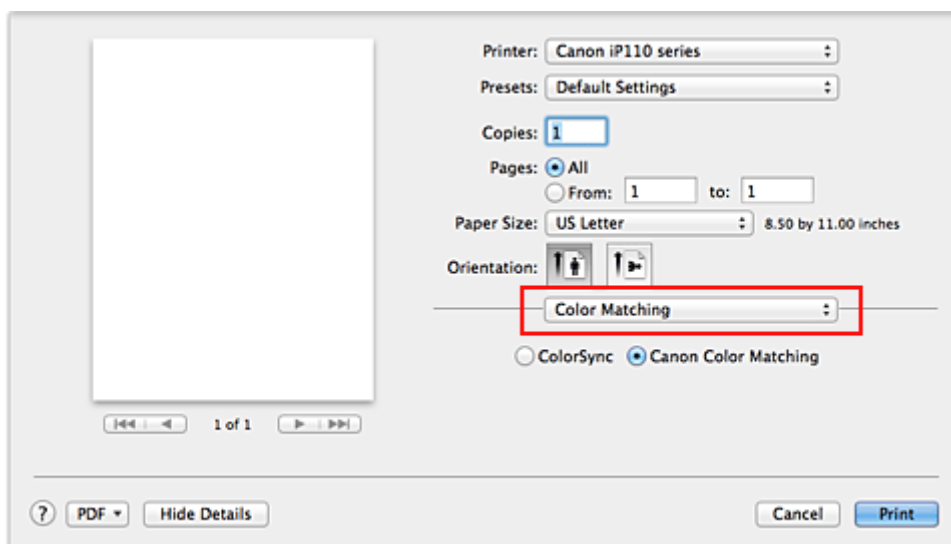 Printer: Canon iP110 series
Presets: Default Settings
Copies: 1
Pages: All
From: 1 to: 1
Paper Size: US Letter 8.50 by 11.00 inches
Orientation:
Color Matching
ColorSync Canon Color Matching
1 of 1
? PDF Hide Details Cancel Print